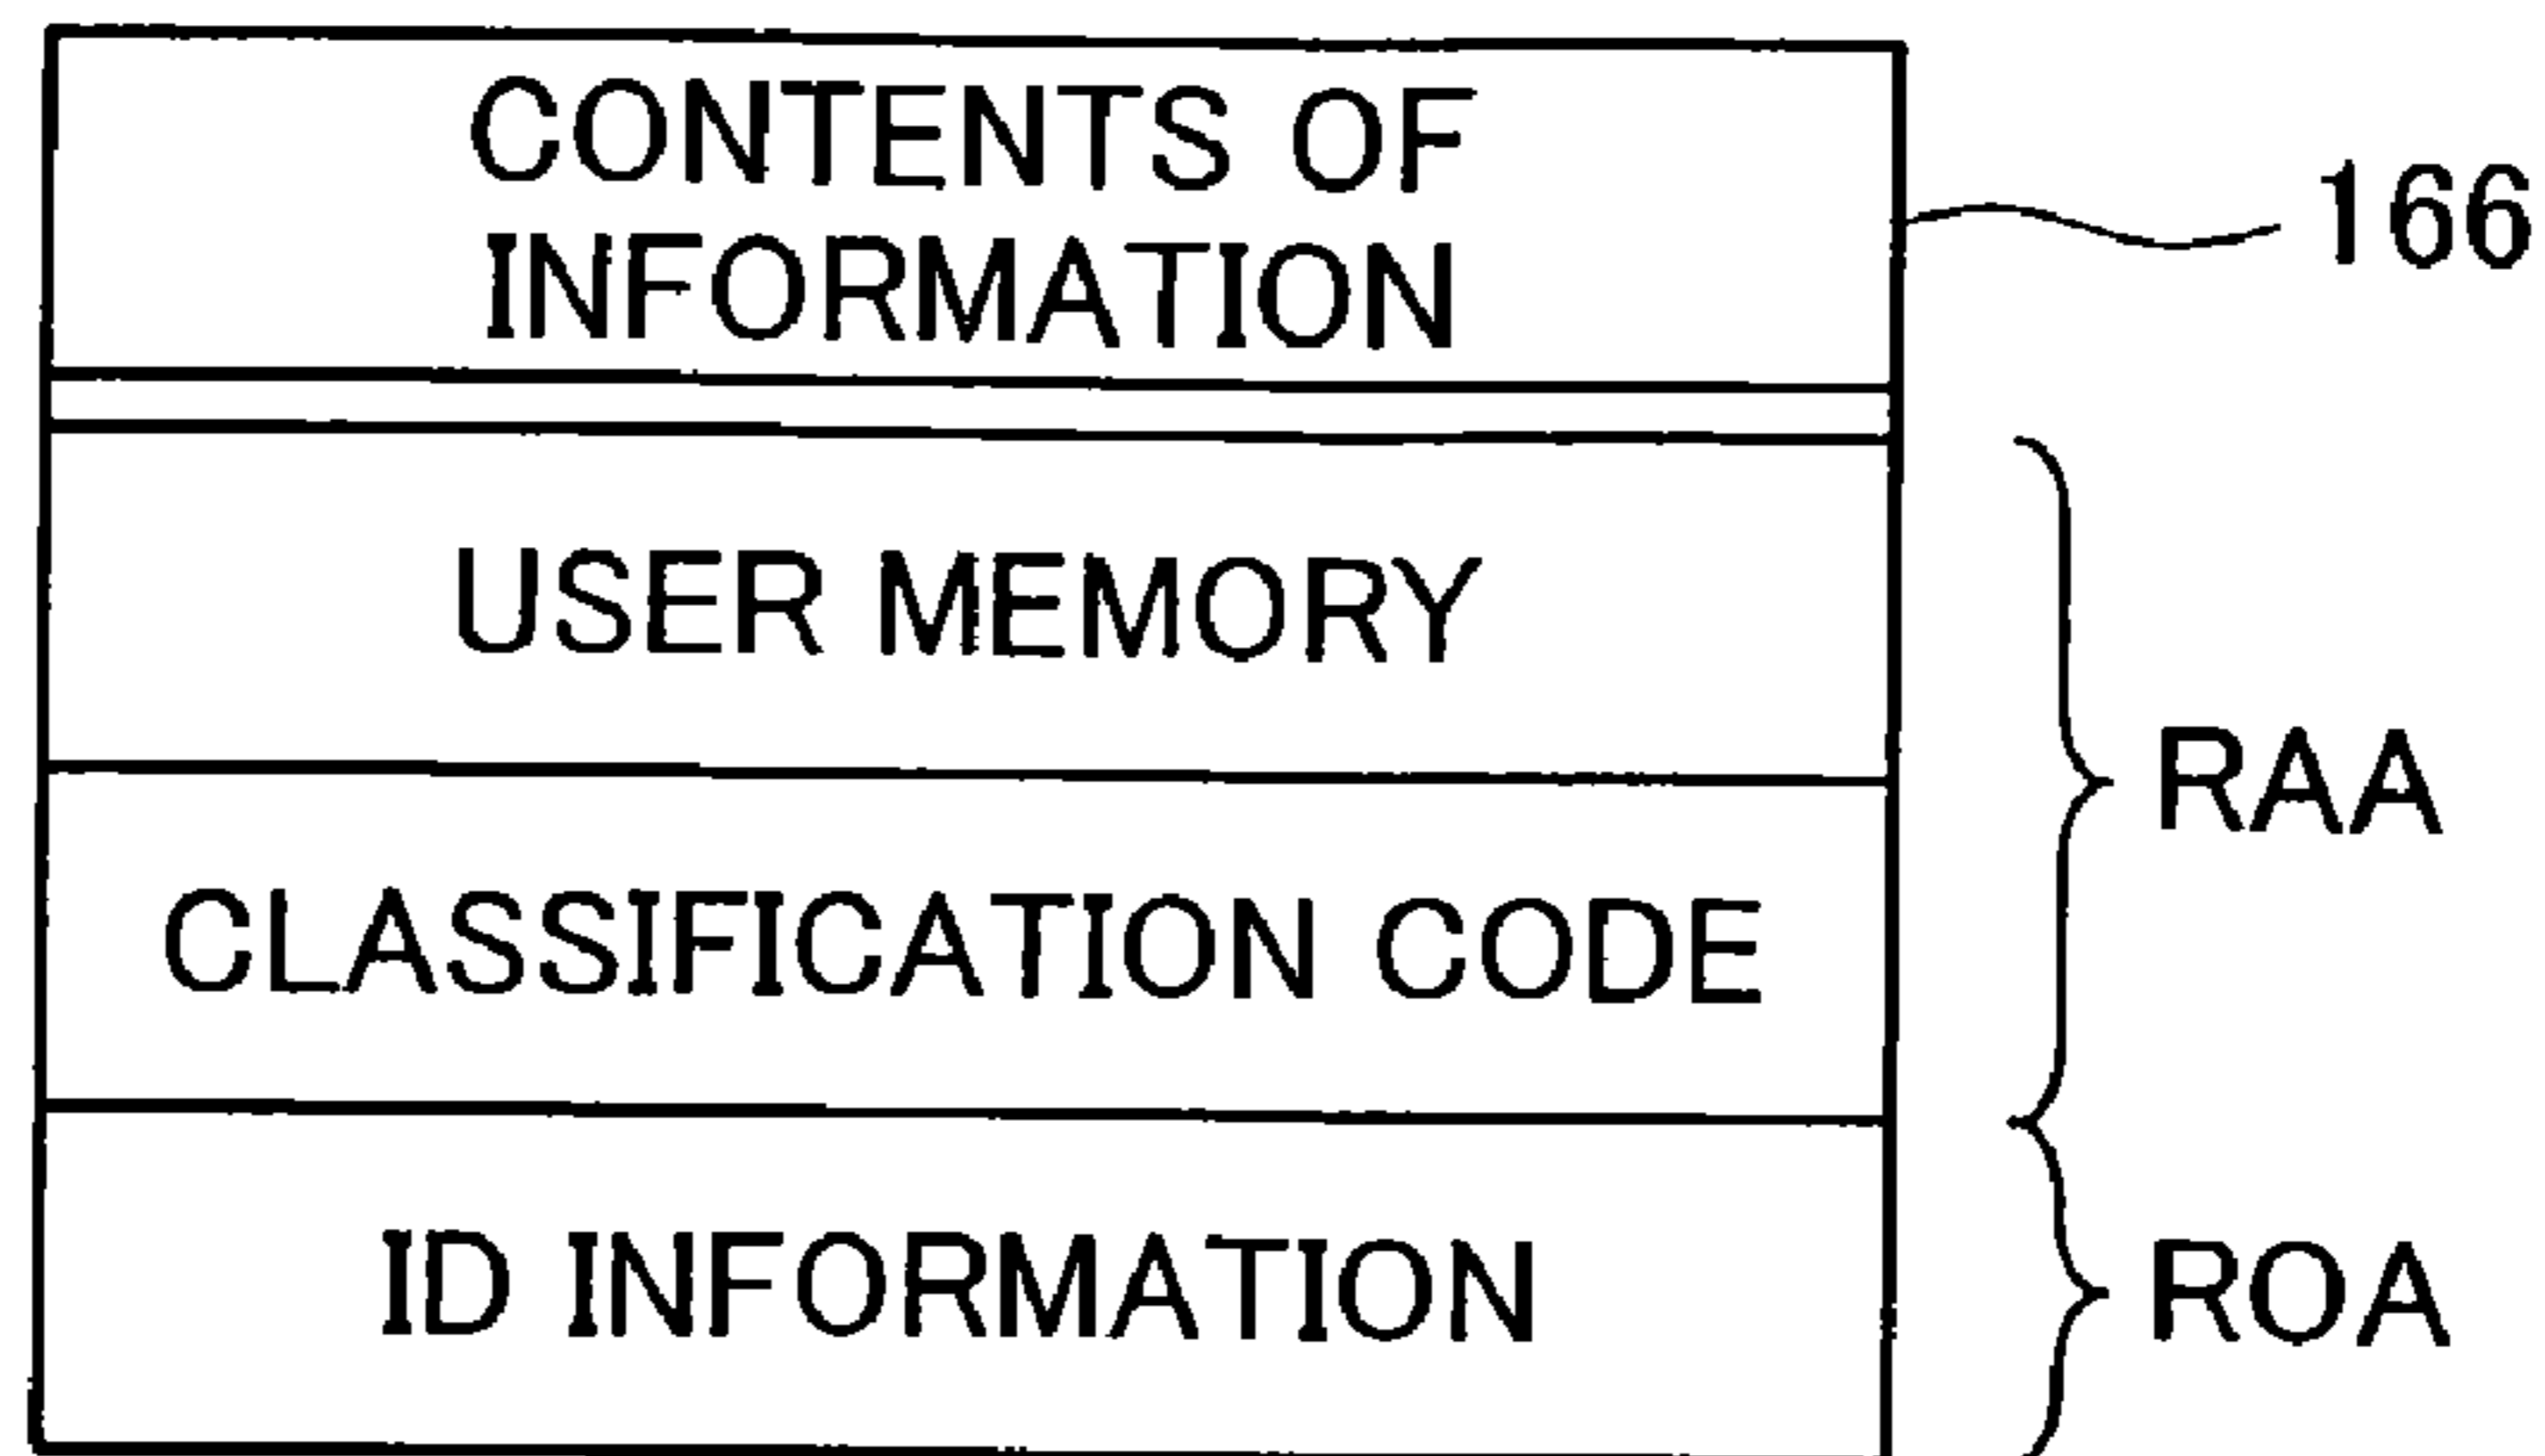 CONTENTS OF
INFORMATION
166
USER MEMORY
RAA
CLASSIFICATION CODE
ID INFORMATION
ROA